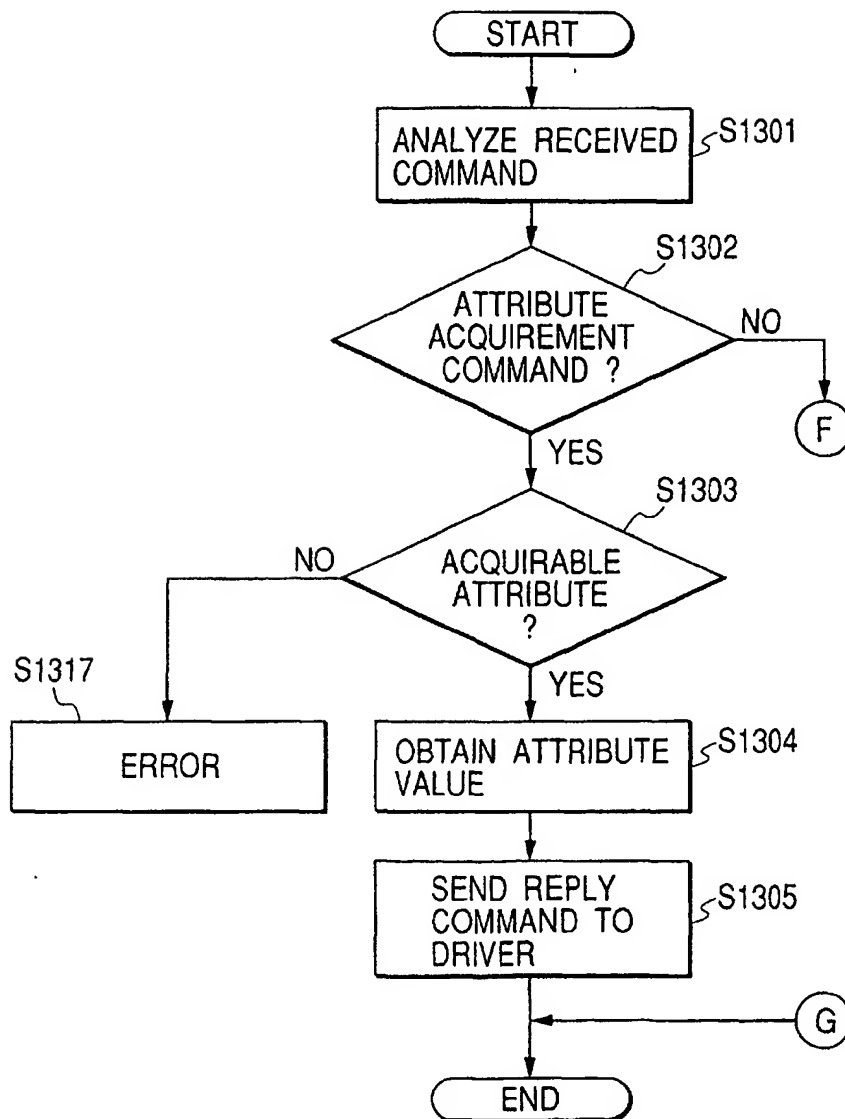 START
ANALYZE RECEIVED
COMMAND
S1301
S1302
ATTRIBUTE
ACQUIREMENT
COMMAND ?
NO
F
YES
S1303
NO
ACQUIRABLE
ATTRIBUTE
?
S1317
YES
ERROR
OBTAIN ATTRIBUTE
VALUE
S1304
SEND REPLY
COMMAND TO
DRIVER
S1305
G
END